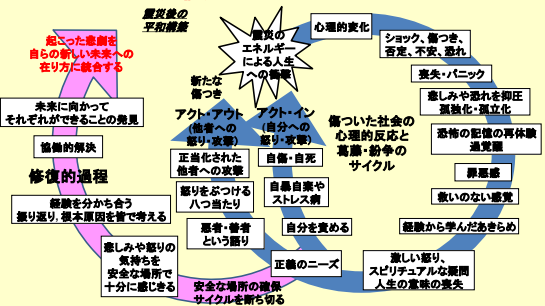 震災後の
平和構築
起こった悲劇を
自らの新しい未来への
在り方に統合する
未来に向かって
それぞれができることの発見
協働的解決
修復的過程
経験を分かち合う
振り返り，根本原因を皆で考える
悲しみや怒りの
気持ちを
安全な場所で
十分に感じきる
安全な場所の確保
サイクルを断ち切る
震災の
エネルギー
による人生
への衝撃
新たな
傷つき
アクト・アウト
(他者への
怒り・攻撃)
正当化された
他者への攻撃
怒りをぶつける
八つ当たり
悪者・善者
という語り
アクト・イン
(自分への
怒り・攻撃)
自傷・自死
自暴自棄や
ストレス病
自分を責める
正義のニーズ
傷ついた社会の
心理的反応と
葛藤・紛争の
サイクル
心理的変化
ショック、傷つき、
否定、不安、恐れ
喪失・パニック
悲しみや恐れを抑圧
孤独化・孤立化
恐怖の記憶の再体験
過覚醒
罪悪感
救いのない感覚
経験から学んだあきらめ
激しい怒り、
スピリチュアルな疑問
人生の意味の喪失